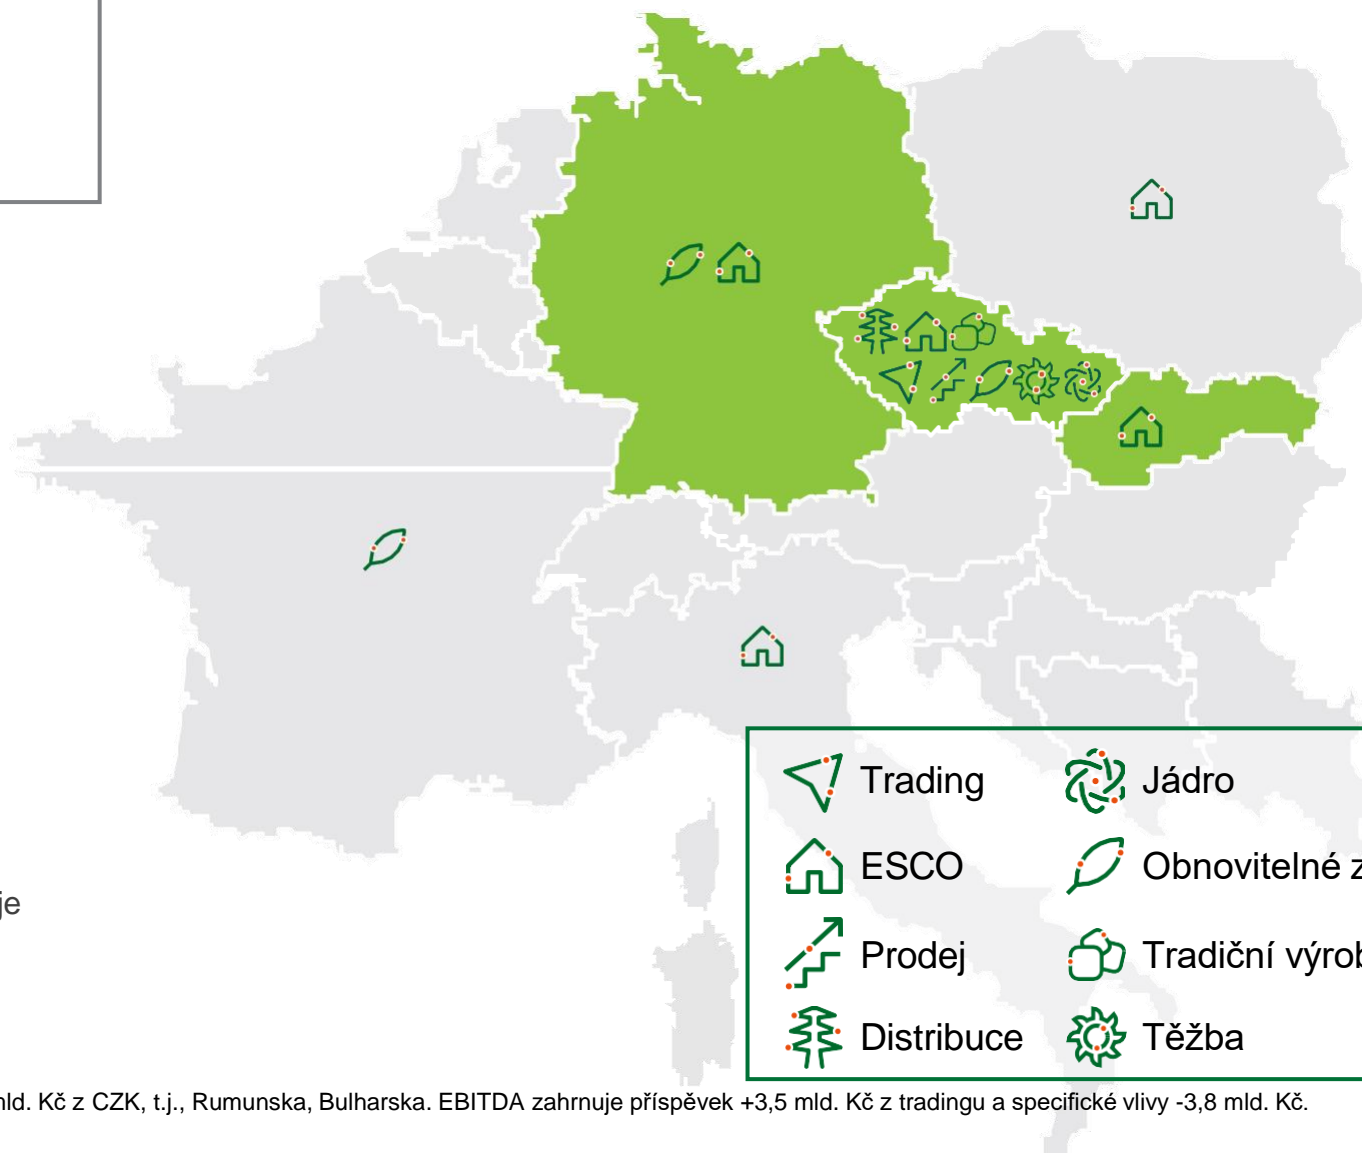 Trading
Jádro
ESCO
Obnovitelné
Prodej
Tradiční
Distribuce
Těžba
mld. Kč z CZK, t.j., Rumunska, Bulharska. EBITDA zahrnuje příspěvek +3,5 mld. Kč z tradingu a specifické vlivy -3,8 mld. Kč.